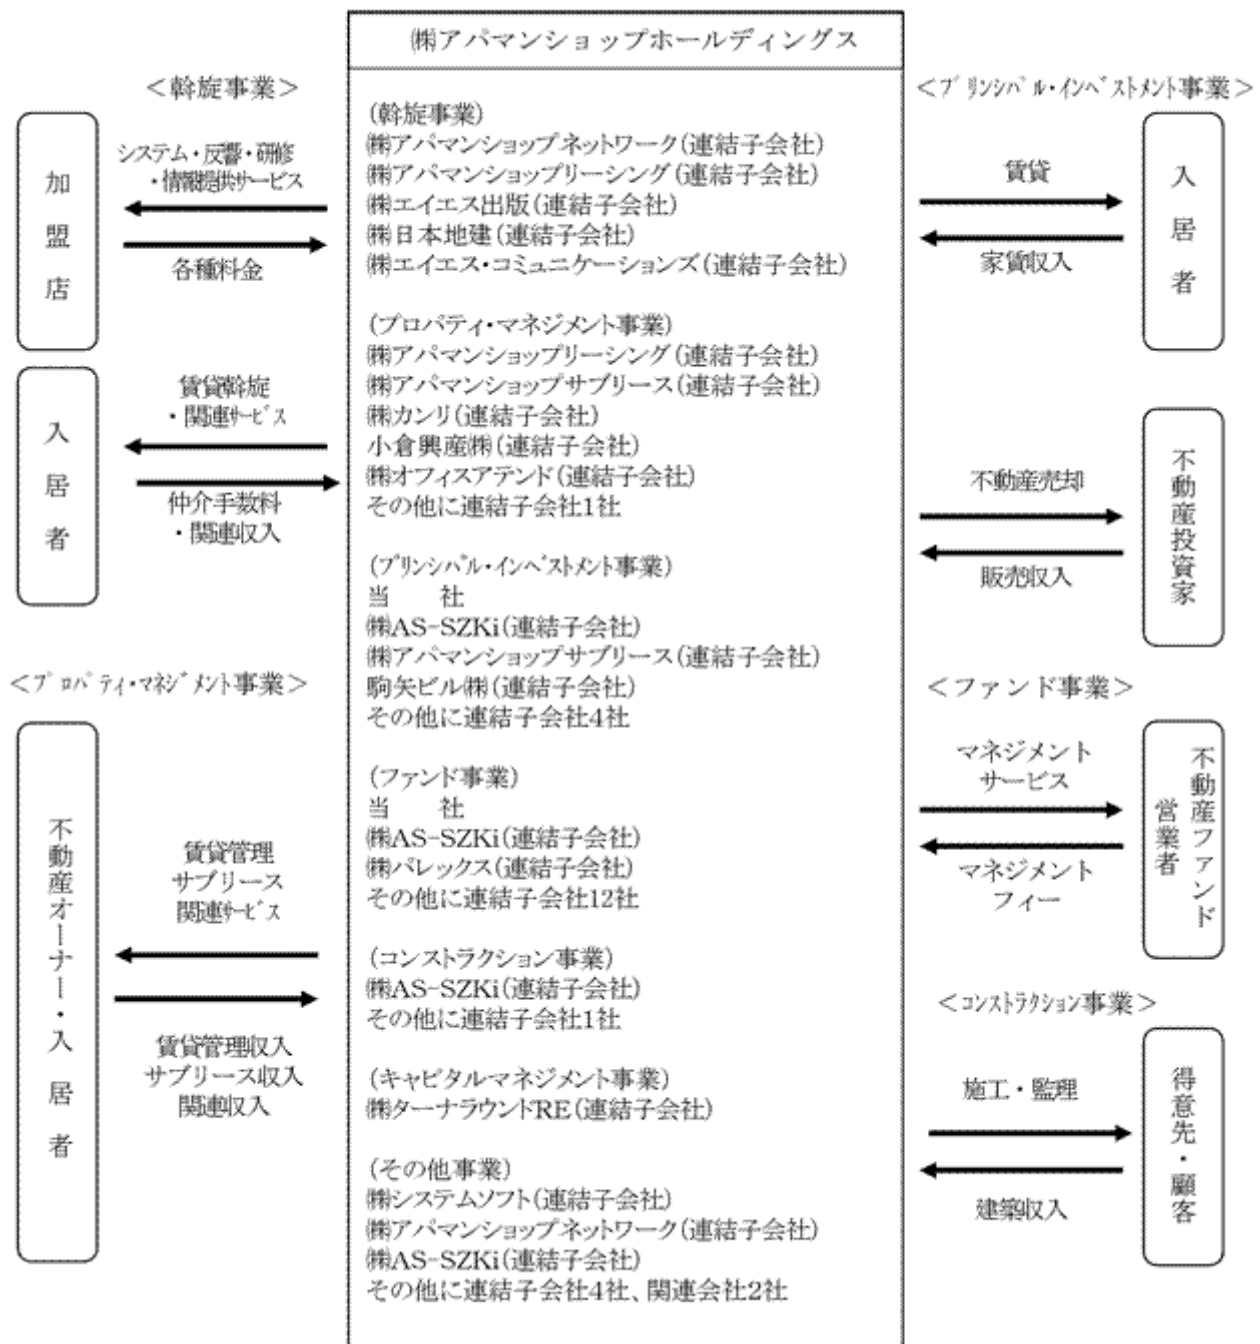 ㈱アパマンショップホールディングス
＜斡旋事業＞
加盟店
システム・反響・研修
・情報提供サービス
各種料金
入居者
賃貸斡旋
・関連サービス
仲介手数料
・関連収入
＜プロパティ・マネジメント事業＞
不動産オーナー・入居者
賃貸管理
サブリース
関連サービス
賃貸管理収入
サブリース収入
関連収入
(斡旋事業)
㈱アパマンショップネットワーク(連結子会社)
㈱アパマンショップリーシング(連結子会社)
㈱エイエス出版(連結子会社)
㈱日本地建(連結子会社)
㈱エイエス・コミュニケーションズ(連結子会社)
(プロパティ・マネジメント事業)
㈱アパマンショップリーシング(連結子会社)
㈱アパマンショップサブリース(連結子会社)
㈱カンリ(連結子会社)
小倉興産㈱(連結子会社)
㈱オフィスアテンド(連結子会社)
その他に連結子会社1社
(プリンシパル・インベストメント事業)
当　　社
㈱AS-SZKi(連結子会社)
㈱アパマンショップサブリース(連結子会社)
駒矢ビル㈱(連結子会社)
その他に連結子会社4社
(ファンド事業)
当　　社
㈱AS-SZKi(連結子会社)
㈱パレックス(連結子会社)
その他に連結子会社12社
(コンストラクション事業)
㈱AS-SZKi(連結子会社)
その他に連結子会社1社
(キャピタルマネジメント事業)
㈱ターナラウンドRE(連結子会社)
(その他事業)
㈱システムソフト(連結子会社)
㈱アパマンショップネットワーク(連結子会社)
㈱AS-SZKi(連結子会社)
その他に連結子会社4社、関連会社2社
＜プリンシパル・インベストメント事業＞
賃貸
家賃収入
入居者
不動産売却
販売収入
不動産投資家
＜ファンド事業＞
マネジメント
サービス
マネジメント
フィー
不動産ファンド
営業者
＜コンストラクション事業＞
施工・監理
建築収入
得意先・顧客